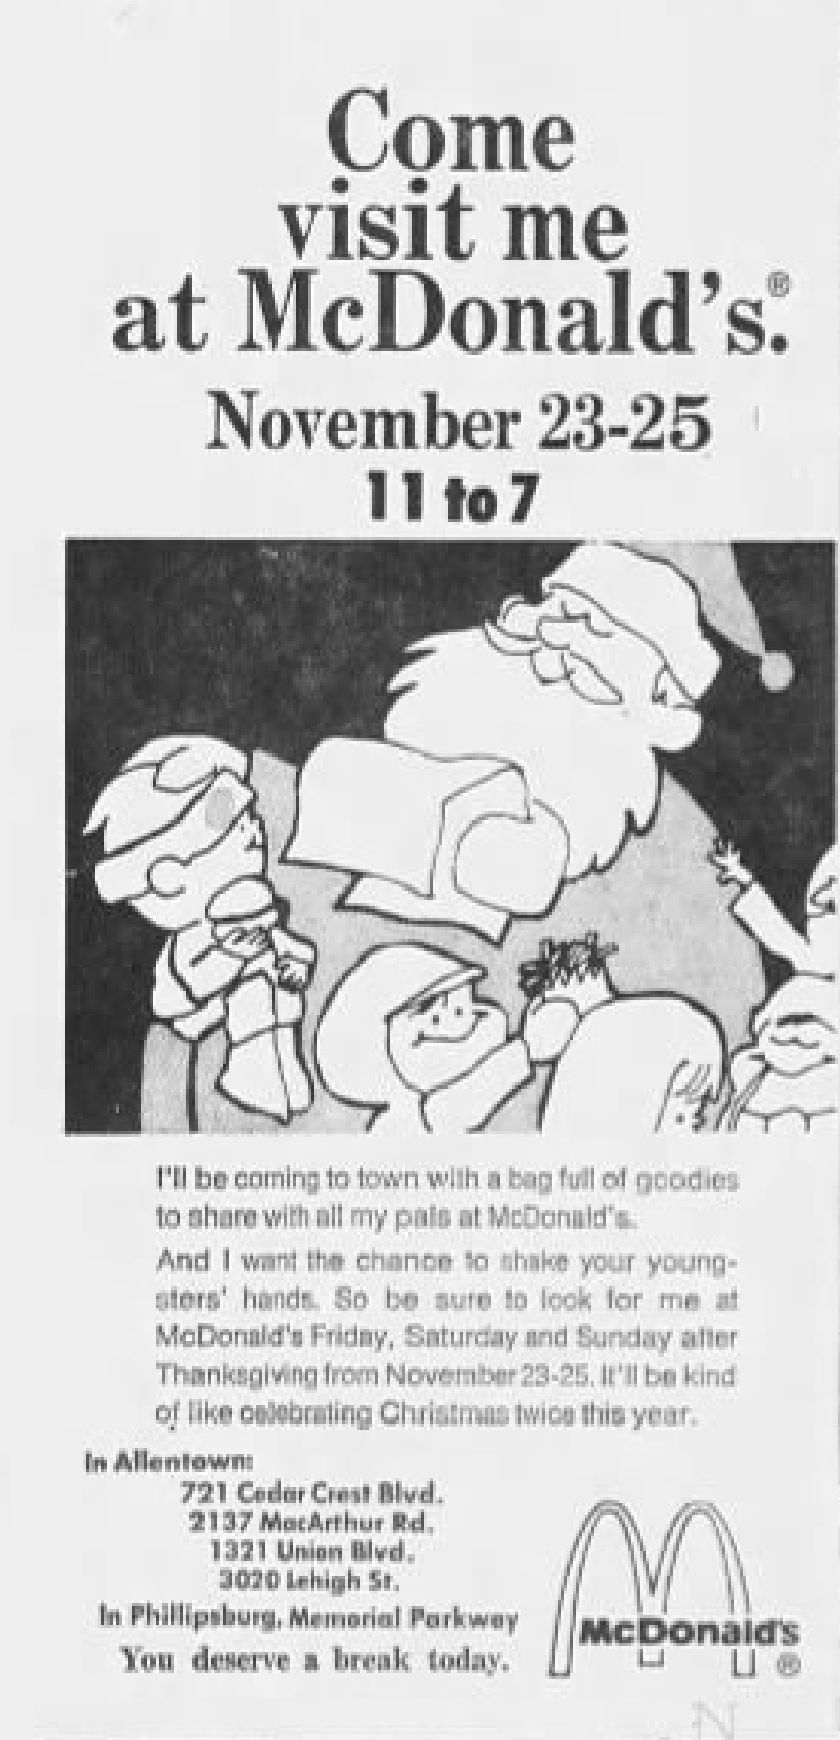 Come
visit me
at McDonald's.®
November 23-25
11 to 7
I'll be coming to town with a bag full of goodies
to share with all my pals at McDonald's.
And I want the chance to shake your young-
sters' hands. So be sure to look for me at
McDonald's Friday, Saturday and Sunday after
Thanksgiving from November 23-25. It'll be kind
of like celebrating Christmas twice this year.
In Allentown:
721 Cedar Crest Blvd.
2137 MacArthur Rd.
1321 Union Blvd.
3020 Lehigh St.
In Phillipsburg, Memorial Parkway
You deserve a break today.
McDonald's
®
N